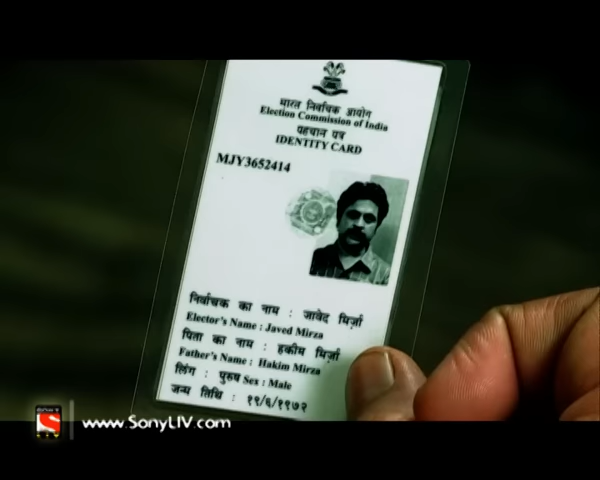 भारत निर्वाचक आयोग
Election Commission of India
पहचान पत्र
IDENTITY CARD
MJY3652414
निर्वाचक का नाम : जावेद मिर्ज़ा
Elector's Name : Javed Mirza
पिता का नाम : हकीम मिर्ज़ा
Father's Name : Hakim Mirza
लिंग : पुरुष Sex : Male
जन्म तिथि : १९/६/१९७२
www.SonyLIV.com